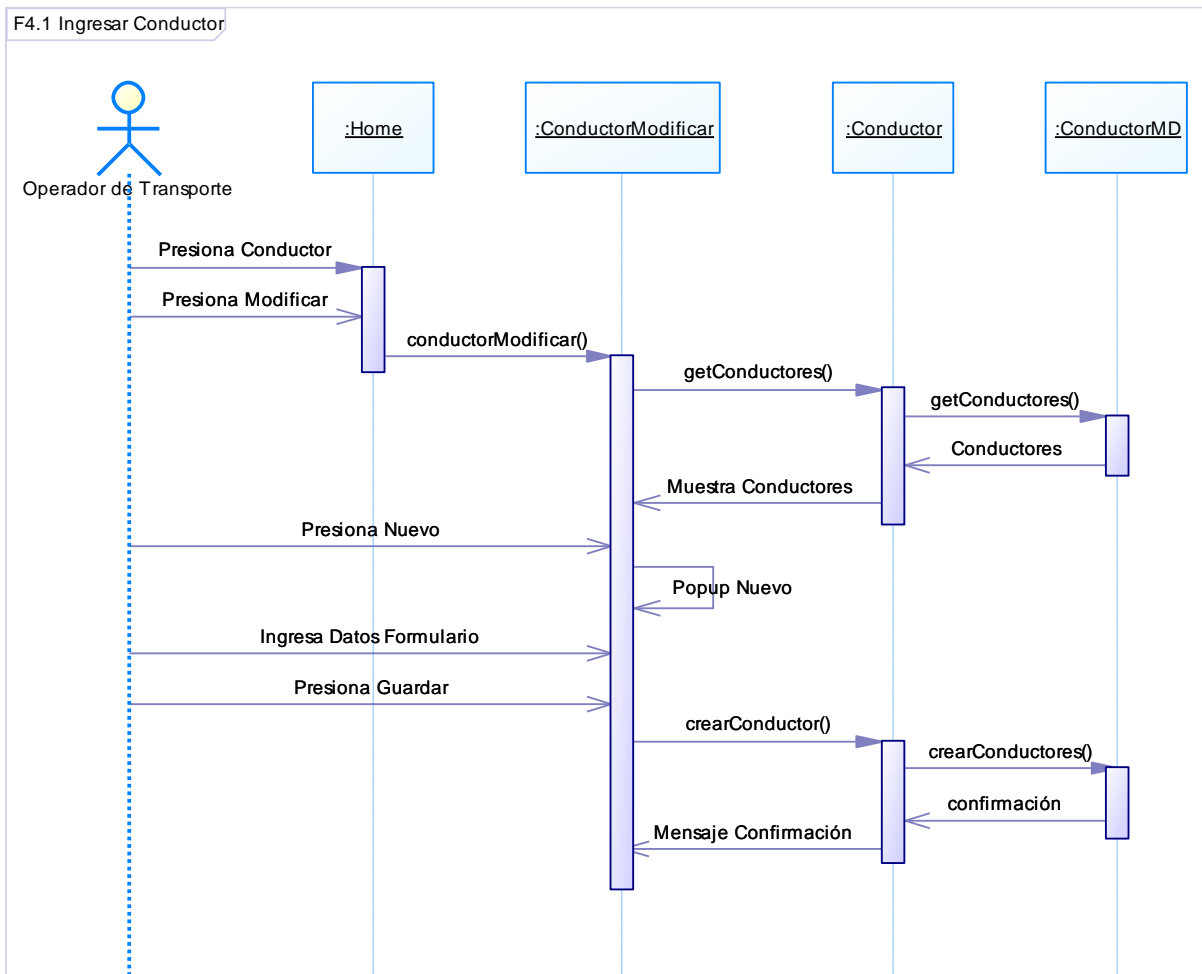 F4.1 Ingresar Conductor
:Home
:ConductorModificar
:Conductor
:ConductorMD
Operador de Transporte
Presiona Conductor
Presiona Modificar
conductorModificar()
getConductores()
getConductores()
Conductores
Muestra Conductores
Presiona Nuevo
Popup Nuevo
Ingresa Datos Formulario
Presiona Guardar
crearConductor()
crearConductores()
confirmación
Mensaje Confirmación